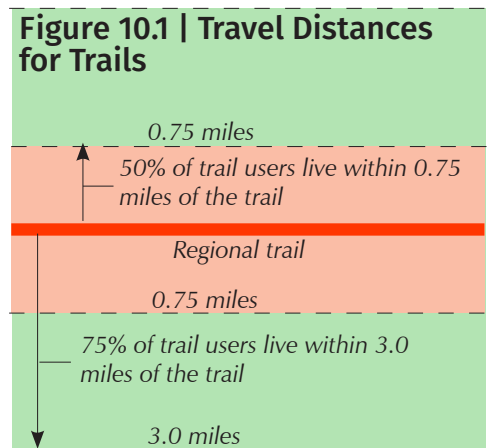 Figure 10.1 | Travel Distances
for Trails
0.75 miles
50% of trail users live within 0.75
miles of the trail
Regional trail
0.75 miles
75% of trail users live within 3.0
miles of the trail
3.0 miles